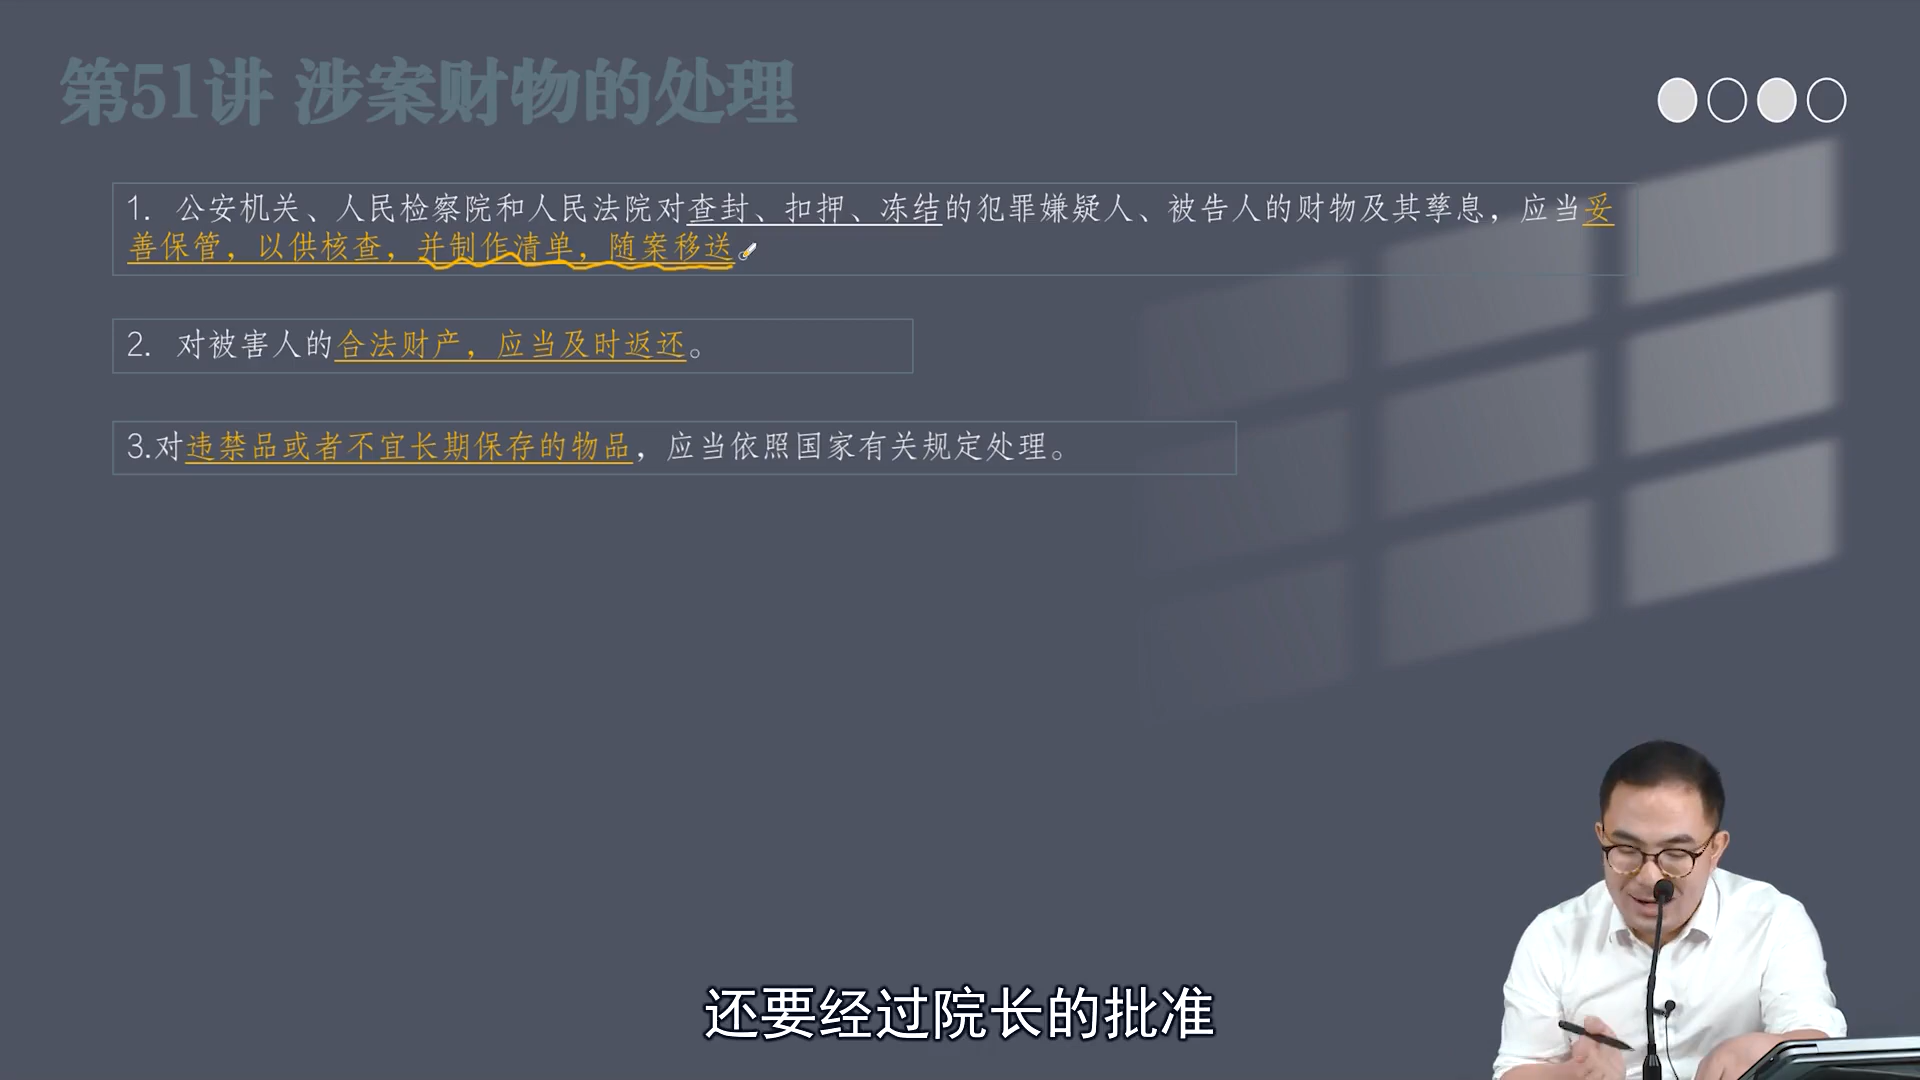 第51讲 涉案财物的处理
1. 公安机关、人民检察院和人民法院对查封、扣押、冻结的犯罪嫌疑人、被告人的财物及其孳息，应当妥
善保管，以供核查，并制作清单，随案移送
2. 对被害人的合法财产，应当及时返还。
3.对违禁品或者不宜长期保存的物品，应当依照国家有关规定处理。
还要经过院长的批准